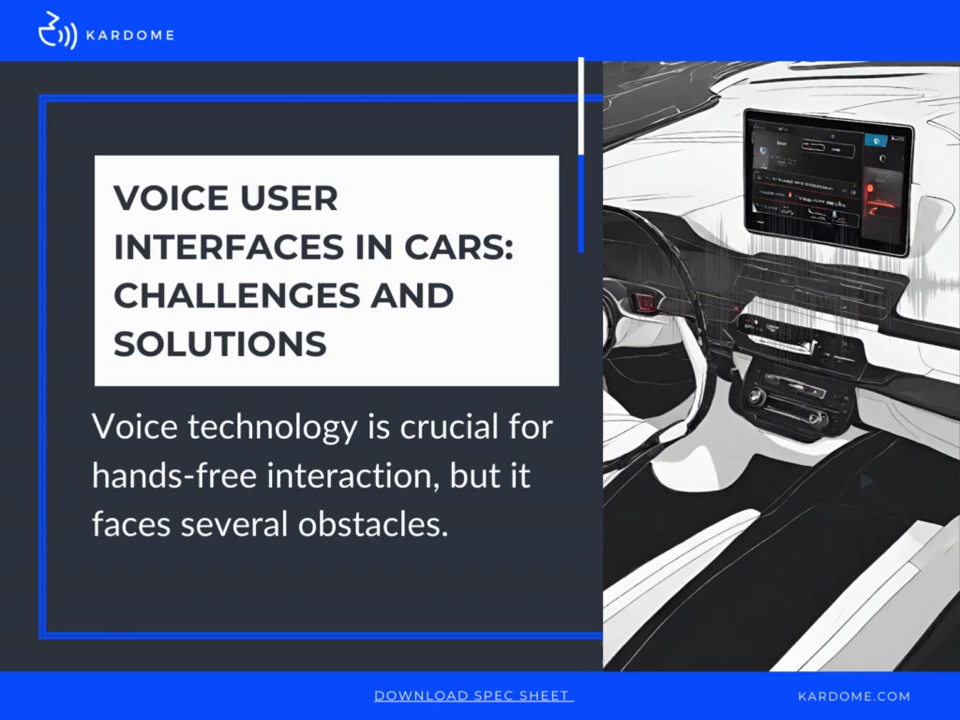 KARDOME
VOICE USER
INTERFACES IN CARS:
CHALLENGES AND
SOLUTIONS
Voice technology is crucial for
hands-free interaction, but it
faces several obstacles.
DOWNLOAD SPEC SHEET
KARDOME.COM